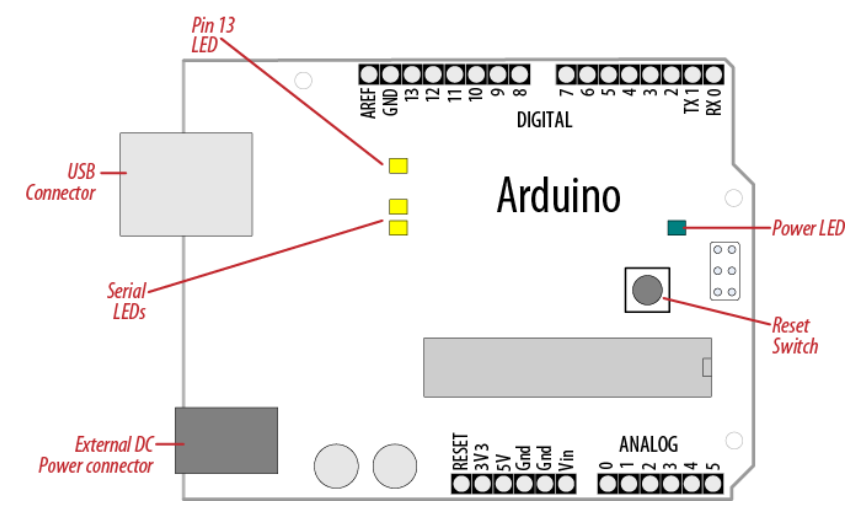 Pin 13
LED
AREF
GND
13
12
11
10
9
8
7
6
5
4
3
2
TX 1
RX 0
DIGITAL
USB
Connector
Arduino
Power LED
Serial
LEDs
Reset
Switch
External DC
Power connector
RESET
3V3
5V
Gnd
Gnd
Vin
ANALOG
0
1
2
3
4
5